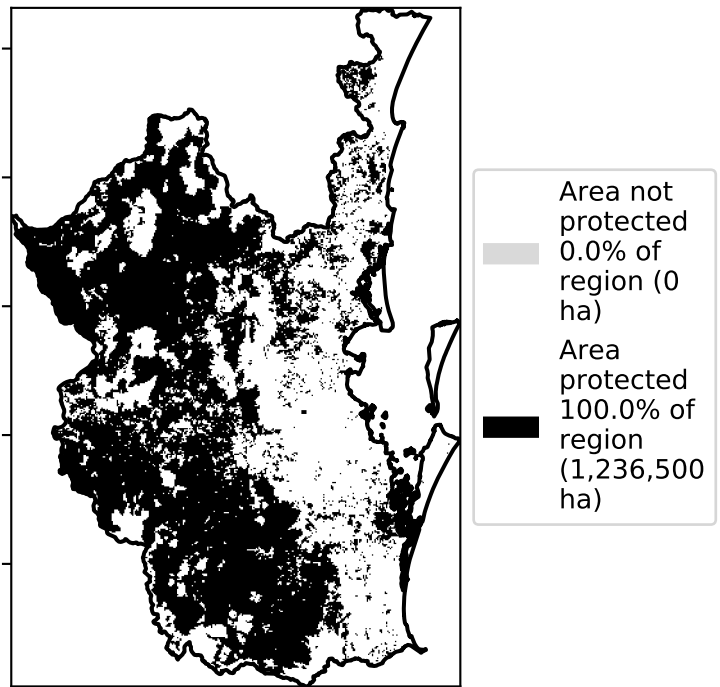 Area not
protected
0.0% of
region (0
ha)
Area
protected
100.0% of
region
(1,236,500
ha)